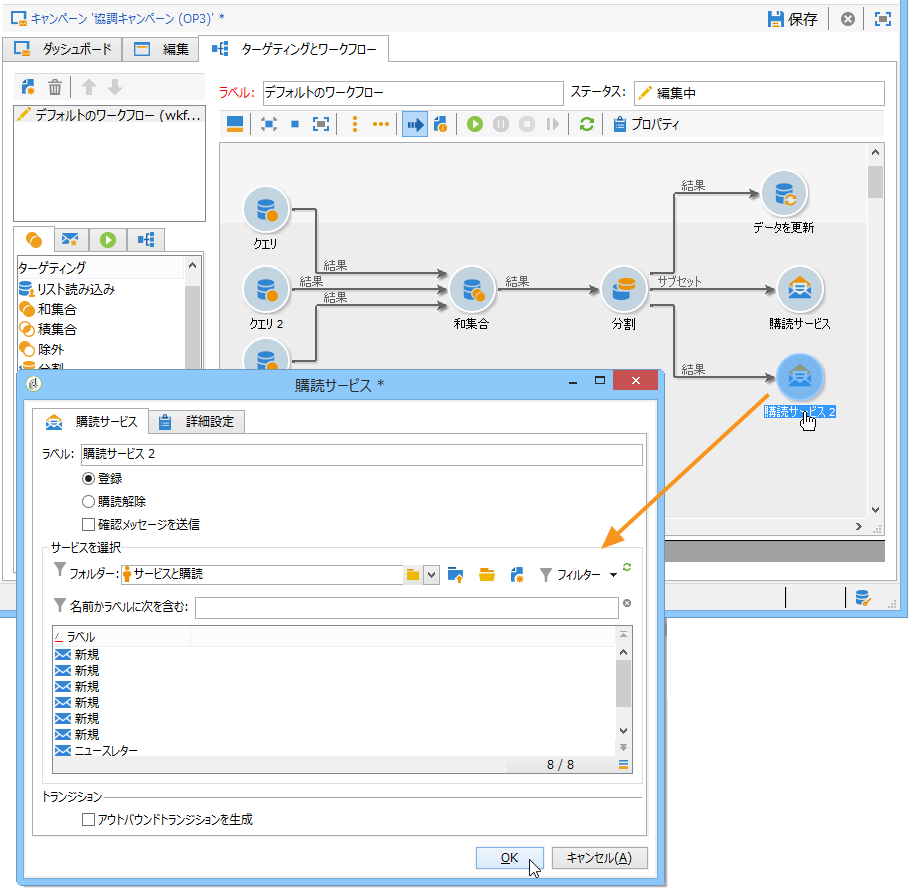 キャンペーン '協調キャンペーン (OP3)' *
保存
ダッシュボード
編集
ターゲティングとワークフロー
ラベル:
デフォルトのワークフロー
ステータス:
編集中
デフォルトのワークフロー (wkf...
プロパティ
ターゲティング
リスト読み込み
和集合
積集合
除外
分割
クエリ
結果
クエリ 2
結果
結果
和集合
結果
分割
結果
データを更新
サブセット
購読サービス
結果
購読サービス 2
購読サービス *
購読サービス
詳細設定
ラベル:
購読サービス 2
登録
購読解除
確認メッセージを送信
サービスを選択
フォルダー:
サービスと購読
フィルター
名前かラベルに次を含む:
ラベル
新規
新規
新規
新規
新規
新規
ニュースレター
8 / 8
トランジション
アウトバウンドトランジションを生成
OK
キャンセル(A)